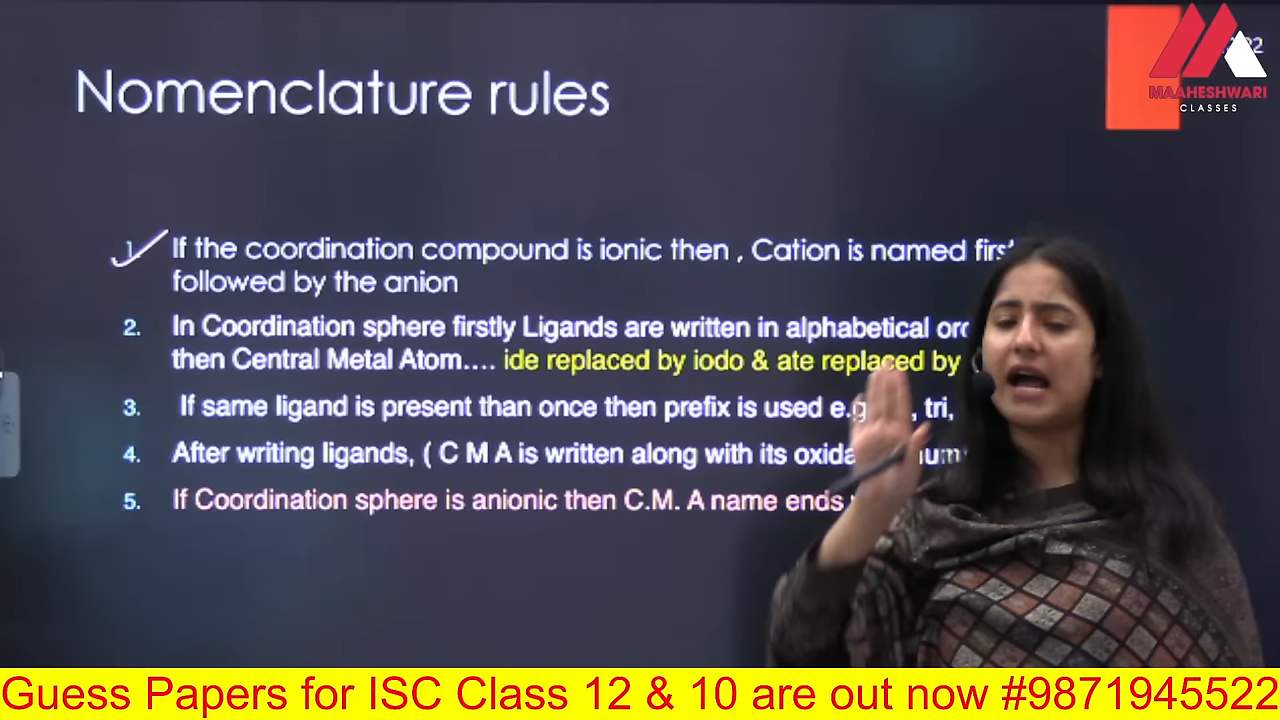 MAAHESHWARI
CLASSES
Nomenclature rules
1. If the coordination compound is ionic then , Cation is named
followed by the anion
2. In Coordination sphere firstly Ligands are written in alphabetical
then Central Metal Atom.... ide replaced by iodo & ate replaced by
3. If same ligand is present than once then prefix is used , tri,
4. After writing ligands, ( C M A is written along with its
5. If Coordination sphere is anionic then C.M. A name ends
Guess Papers for ISC Class 12 & 10 are out now #9871945522